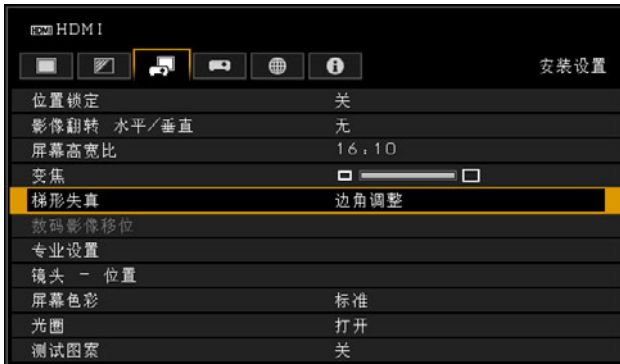 HDMI HDMI
安装设置
位置锁定 关
影像翻转 水平/垂直 无
屏幕高宽比 16:10
变焦
梯形失真 边角调整
数码影像移位
专业设置
镜头 - 位置
屏幕色彩 标准
光圈 打开
测试图案 关